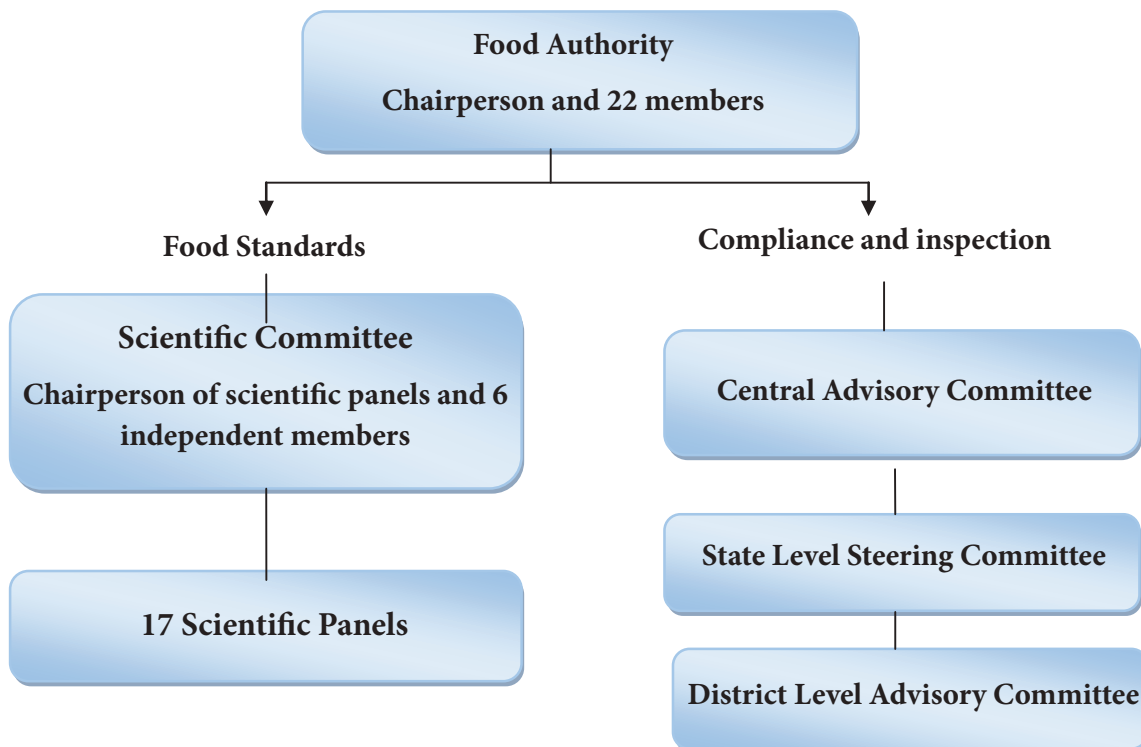 Food Authority
Chairperson and 22 members
Food Standards
Compliance and inspection
Scientific Committee
Chairperson of scientific panels and 6
independent members
Central Advisory Committee
State Level Steering Committee
17 Scientific Panels
District Level Advisory Committee